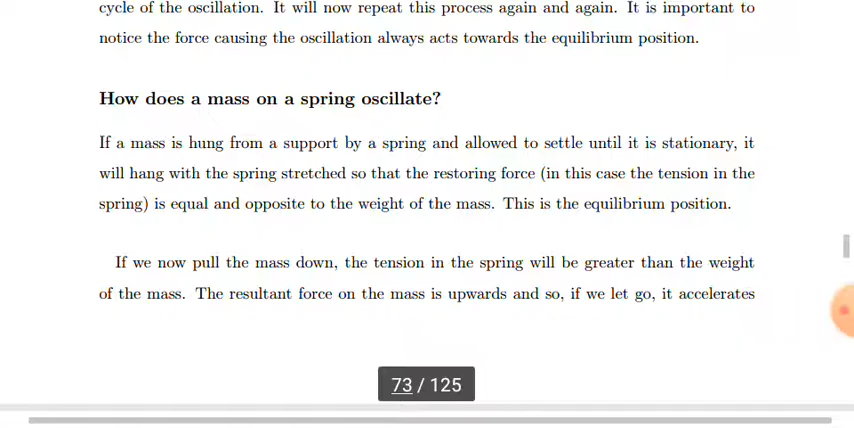 cycle of the oscillation. It will now repeat this process again and again. It is important to
notice the force causing the oscillation always acts towards the equilibrium position.
How does a mass on a spring oscillate?
If a mass is hung from a support by a spring and allowed to settle until it is stationary, it
will hang with the spring stretched so that the restoring force (in this case the tension in the
spring) is equal and opposite to the weight of the mass. This is the equilibrium position.
If we now pull the mass down, the tension in the spring will be greater than the weight
of the mass. The resultant force on the mass is upwards and so, if we let go, it accelerates
73 / 125